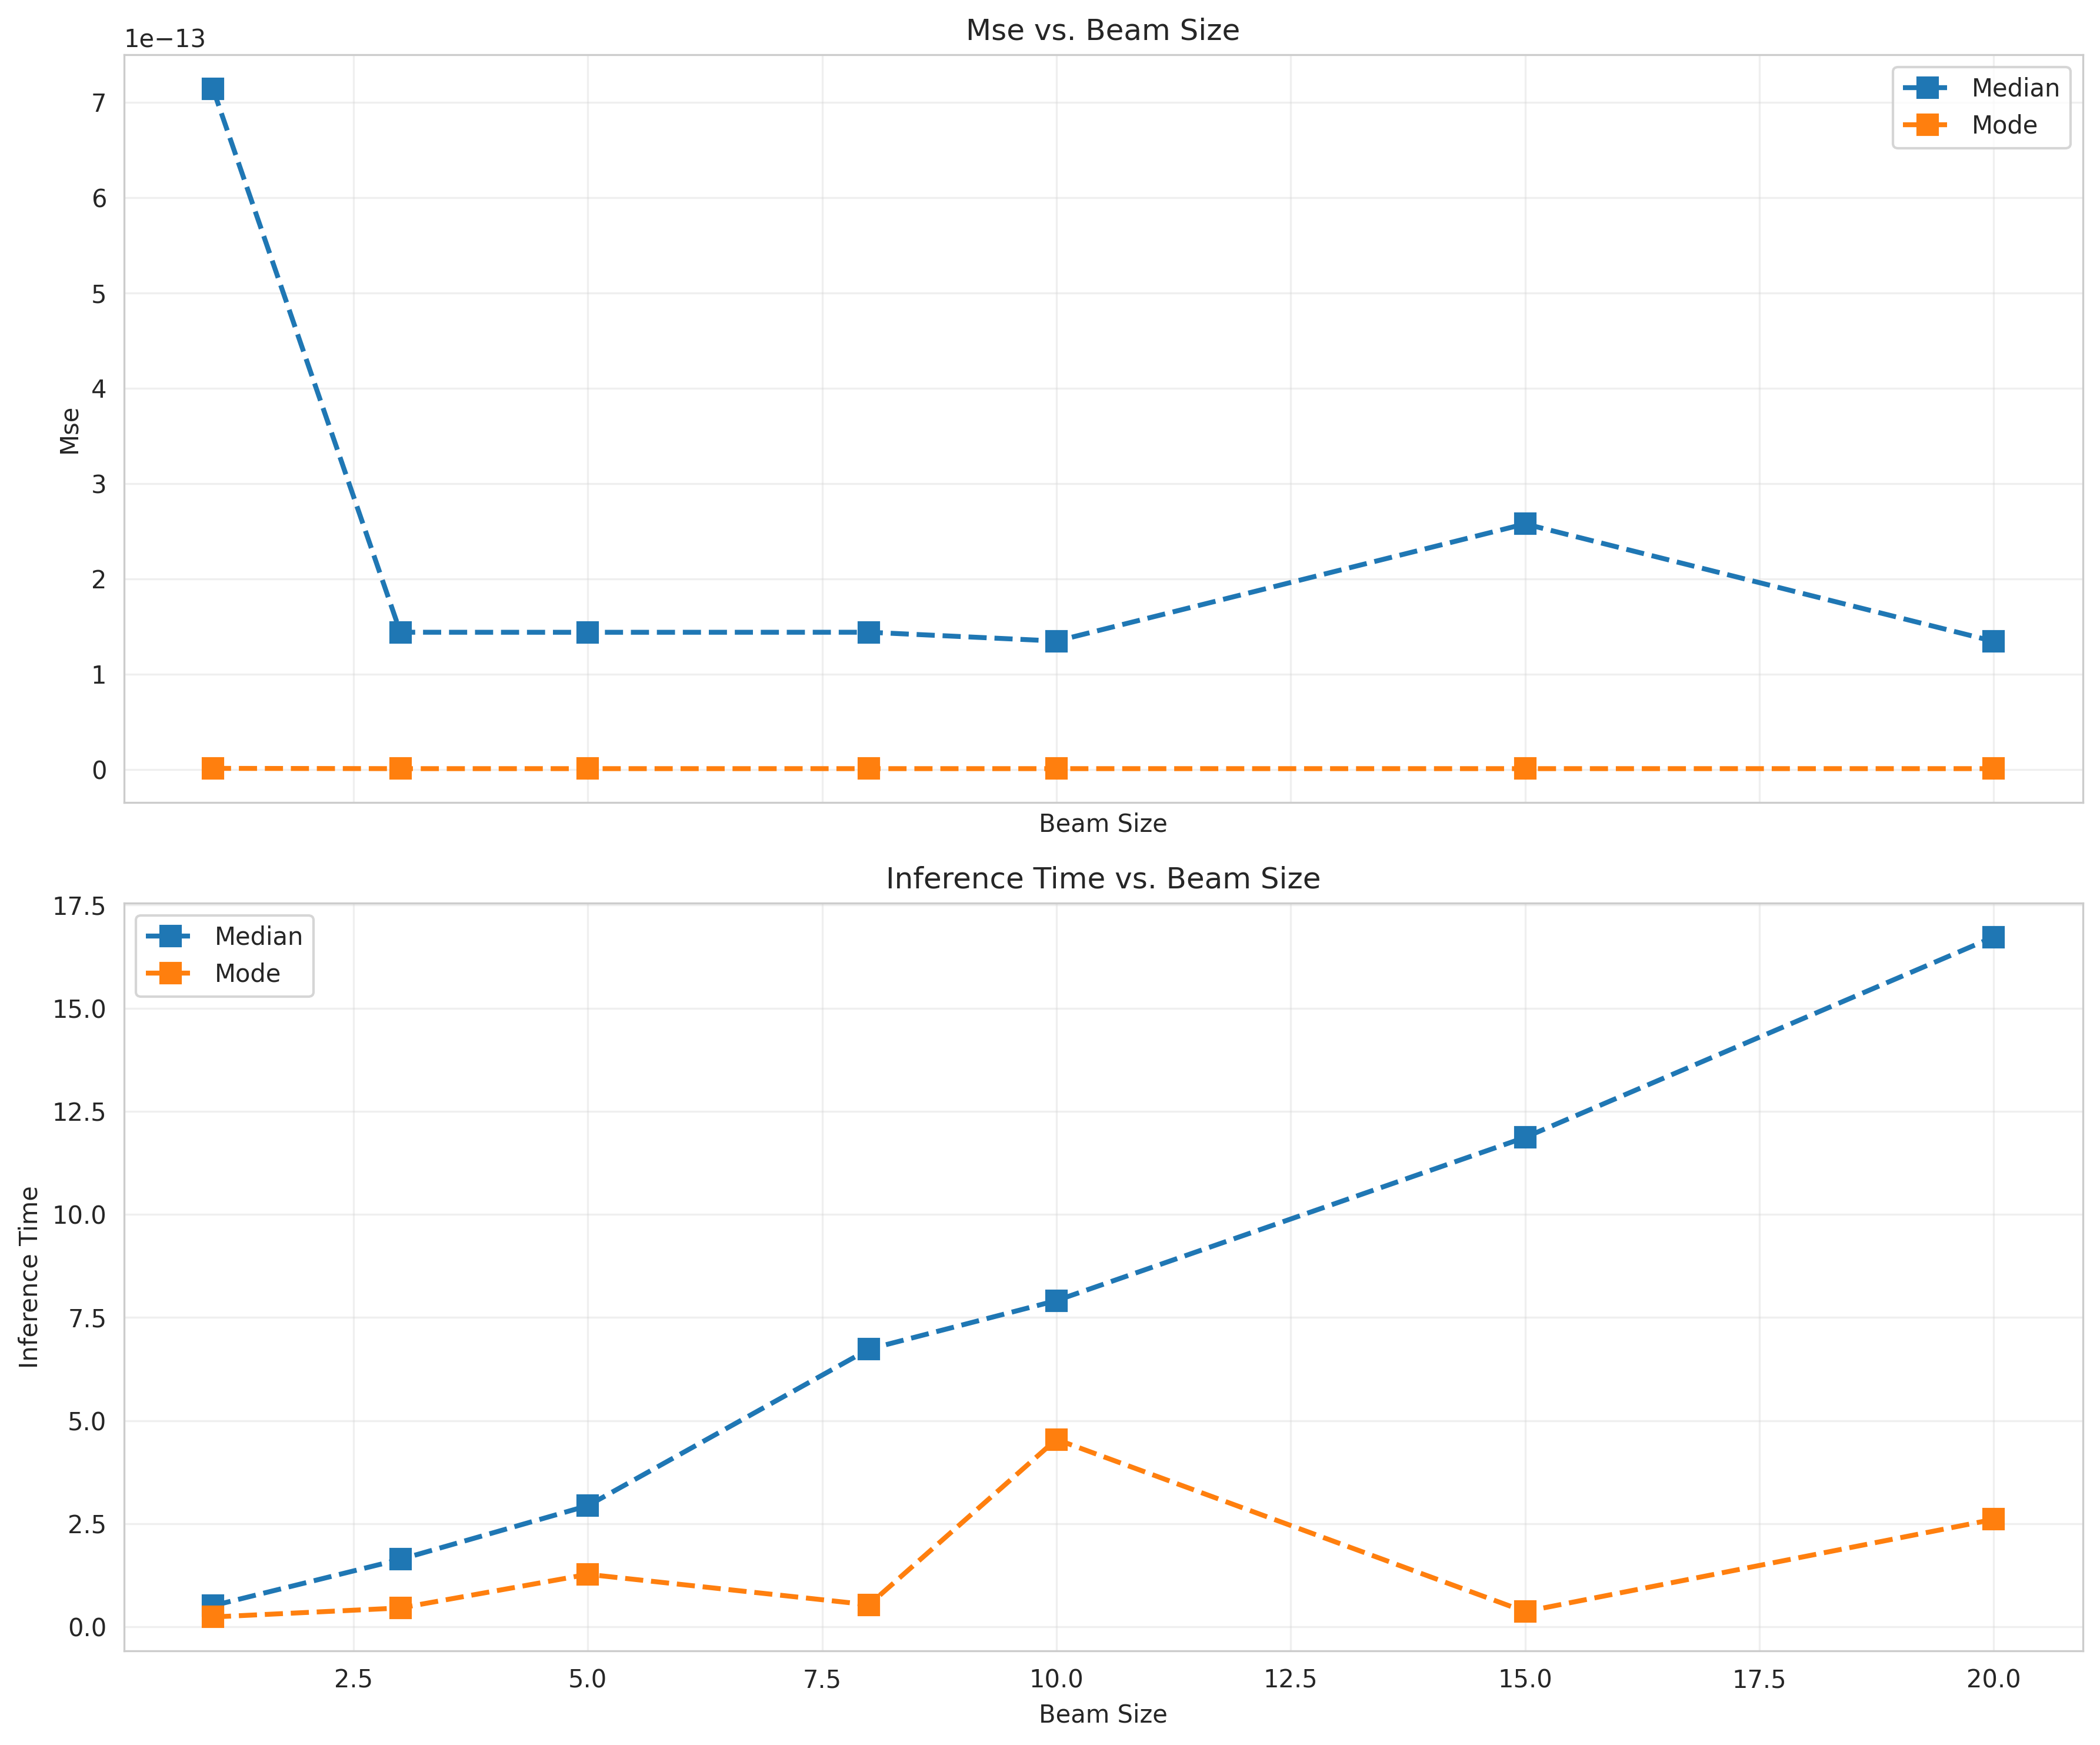 Mse vs. Beam Size
1e−13
Median
Mode
7
6
5
4
3
2
1
0
Mse
Beam Size
Inference Time vs. Beam Size
Median
Mode
17.5
15.0
12.5
10.0
7.5
5.0
2.5
0.0
Inference Time
2.5 5.0 7.5 10.0 12.5 15.0 17.5 20.0
Beam Size